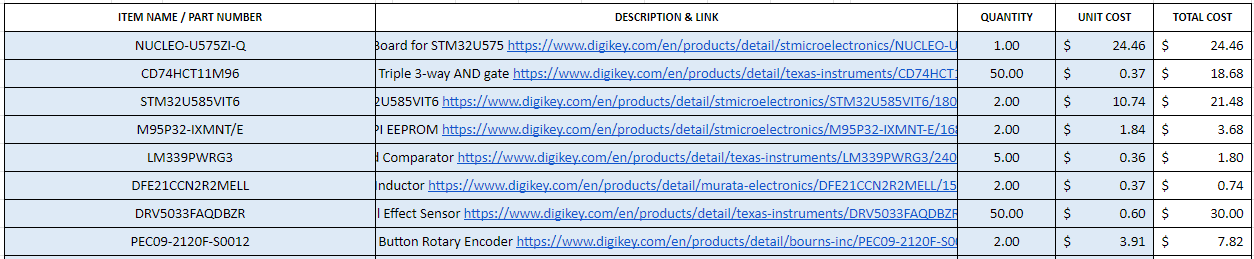 ITEM NAME / PART NUMBER DESCRIPTION & LINK QUANTITY UNIT COST TOTAL COST
NUCLEO-U575ZI-Q Board for STM32U575 https://www.digikey.com/en/products/detail/stmicroelectronics/NUCLEO-U 1.00 $ 24.46 $ 24.46
CD74HCT11M96 Triple 3-way AND gate https://www.digikey.com/en/products/detail/texas-instruments/CD74HCT1 50.00 $ 0.37 $ 18.68
STM32U585VIT6 2U585VIT6 https://www.digikey.com/en/products/detail/stmicroelectronics/STM32U585VIT6/180 2.00 $ 10.74 $ 21.48
M95P32-IXMNT/E PI EEPROM https://www.digikey.com/en/products/detail/stmicroelectronics/M95P32-IXMNT-E/168 2.00 $ 1.84 $ 3.68
LM339PWRG3 d Comparator https://www.digikey.com/en/products/detail/texas-instruments/LM339PWRG3/240 5.00 $ 0.36 $ 1.80
DFE21CCN2R2MELL Inductor https://www.digikey.com/en/products/detail/murata-electronics/DFE21CCN2R2MELL/15 2.00 $ 0.37 $ 0.74
DRV5033FAQDBZR l Effect Sensor https://www.digikey.com/en/products/detail/texas-instruments/DRV5033FAQDBZR 50.00 $ 0.60 $ 30.00
PEC09-2120F-S0012 Button Rotary Encoder https://www.digikey.com/en/products/detail/bourns-inc/PEC09-2120F-S00 2.00 $ 3.91 $ 7.82